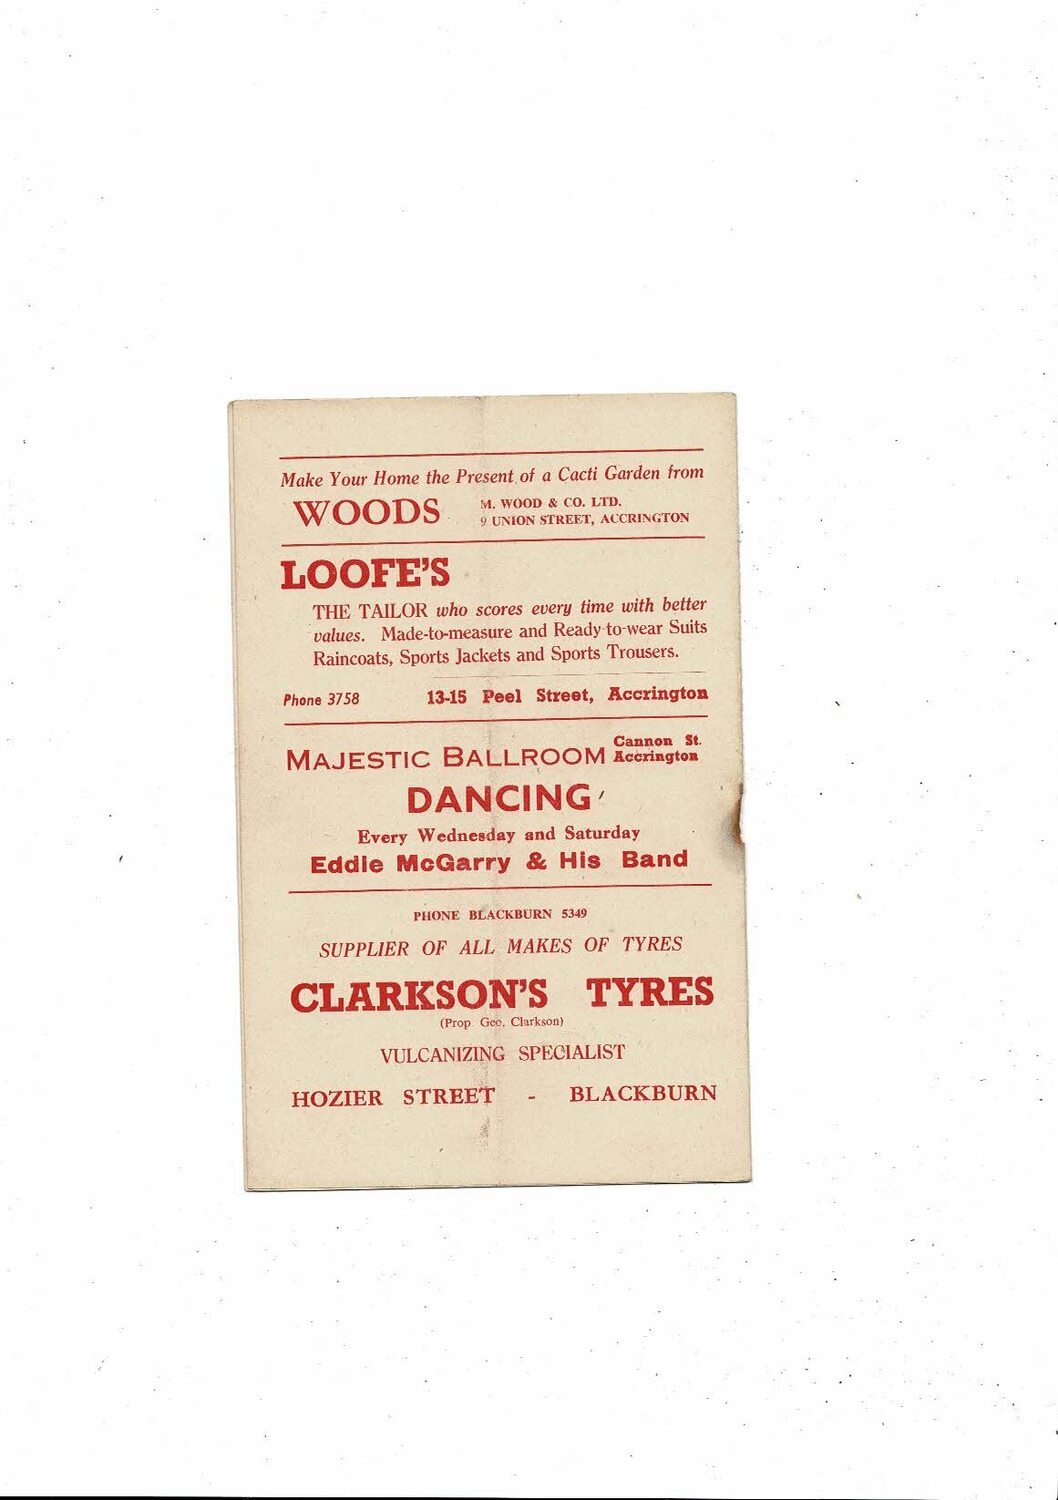 Make Your Home the Present of a Cacti Garden from
WOODS
M. WOOD & CO. LTD.
9 UNION STREET, ACCRINGTON
LOOFE'S
THE TAILOR who scores every time with better
values. Made-to-measure and Ready-to-wear Suits
Raincoats, Sports Jackets and Sports Trousers.
Phone 3758 13-15 Peel Street, Accrington
MAJESTIC BALLROOM
Cannon St.
Accrington
DANCING
Every Wednesday and Saturday
Eddie McGarry & His Band
PHONE BLACKBURN 5349
SUPPLIER OF ALL MAKES OF TYRES
CLARKSON'S TYRES
(Prop Geo. Clarkson)
VULCANIZING SPECIALIST
HOZIER STREET - BLACKBURN